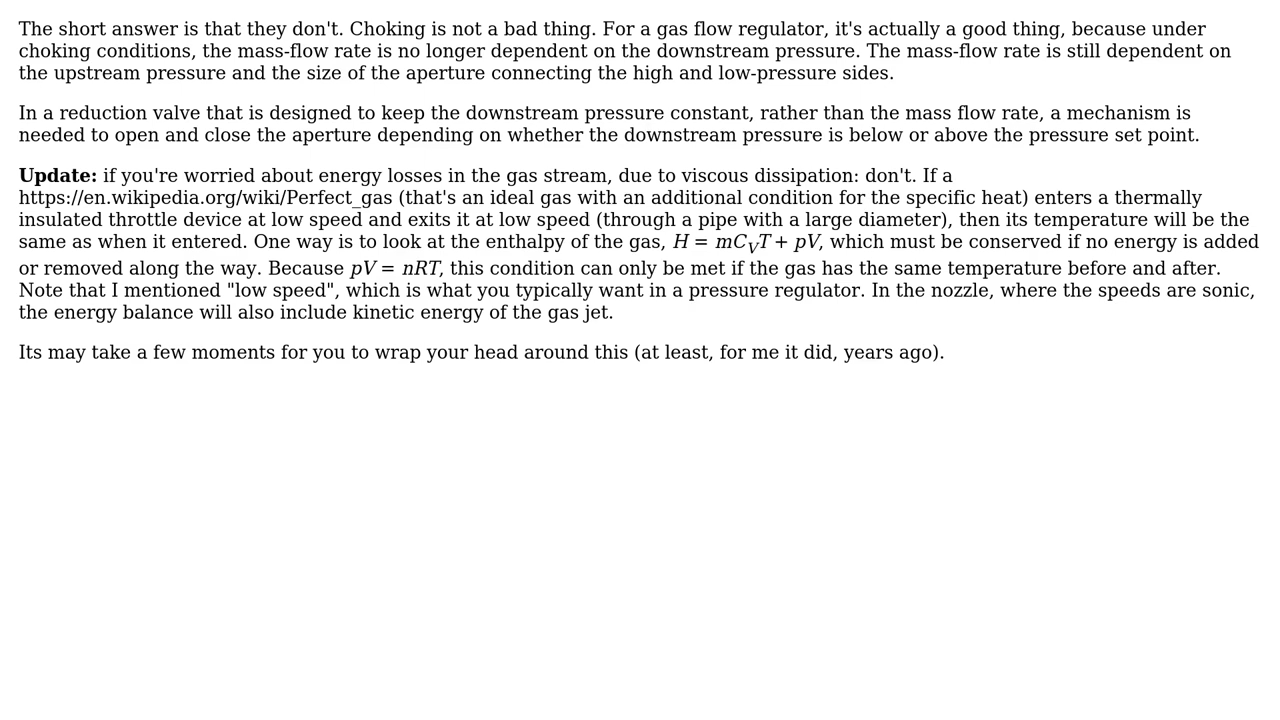 The short answer is that they don't. Choking is not a bad thing. For a gas flow regulator, it's actually a good thing, because under
choking conditions, the mass-flow rate is no longer dependent on the downstream pressure. The mass-flow rate is still dependent on
the upstream pressure and the size of the aperture connecting the high and low-pressure sides.
In a reduction valve that is designed to keep the downstream pressure constant, rather than the mass flow rate, a mechanism is
needed to open and close the aperture depending on whether the downstream pressure is below or above the pressure set point.
Update: if you're worried about energy losses in the gas stream, due to viscous dissipation: don't. If a
https://en.wikipedia.org/wiki/Perfect_gas (that's an ideal gas with an additional condition for the specific heat) enters a thermally
insulated throttle device at low speed and exits it at low speed (through a pipe with a large diameter), then its temperature will be the
same as when it entered. One way is to look at the enthalpy of the gas, H = mC_VT + pV, which must be conserved if no energy is added
or removed along the way. Because pV = nRT, this condition can only be met if the gas has the same temperature before and after.
Note that I mentioned "low speed", which is what you typically want in a pressure regulator. In the nozzle, where the speeds are sonic,
the energy balance will also include kinetic energy of the gas jet.
Its may take a few moments for you to wrap your head around this (at least, for me it did, years ago).